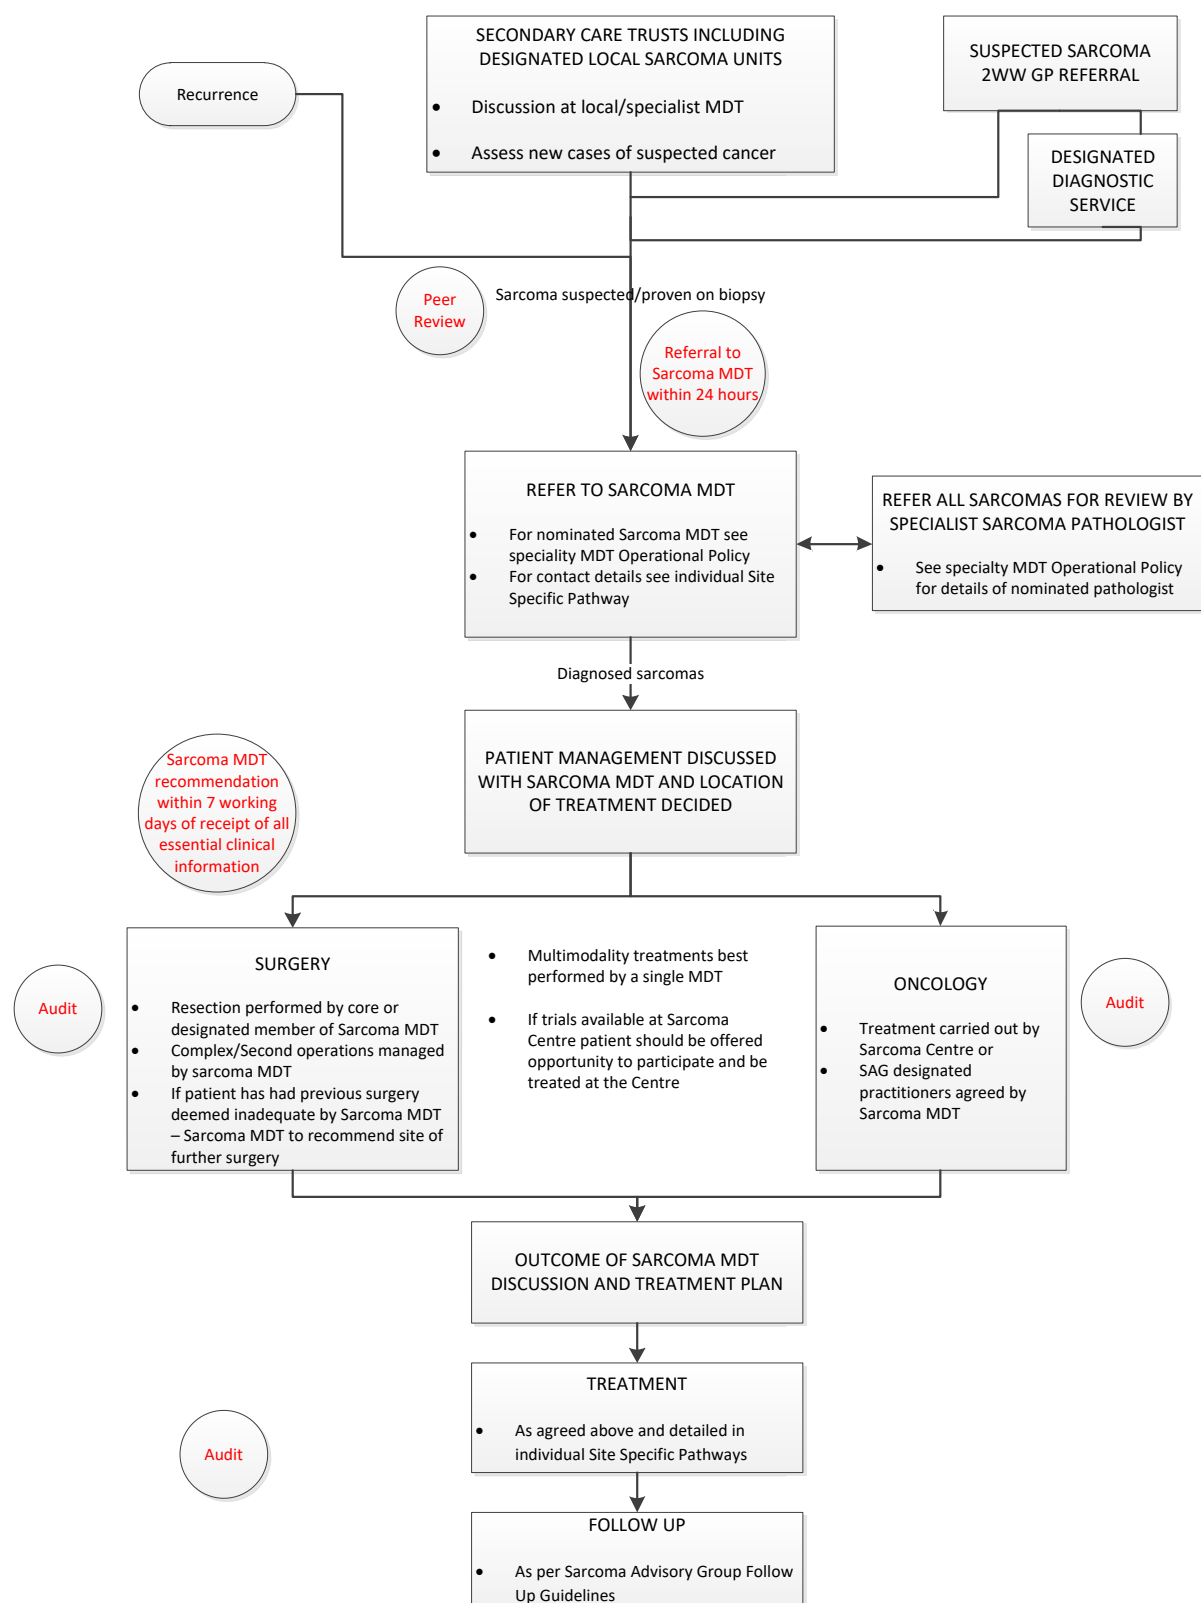 SECONDARY CARE TRUSTS INCLUDING
DESIGNATED LOCAL SARCOMA UNITS
• Discussion at local/specialist MDT
• Assess new cases of suspected cancer
SUSPECTED SARCOMA
2WW GP REFERRAL
Recurrence
DESIGNATED
DIAGNOSTIC
SERVICE
Peer
Review
Sarcoma suspected/proven on biopsy
Referral to
Sarcoma MDT
within 24 hours
REFER TO SARCOMA MDT
• For nominated Sarcoma MDT see
speciality MDT Operational Policy
• For contact details see individual Site
Specific Pathway
REFER ALL SARCOMAS FOR REVIEW BY
SPECIALIST SARCOMA PATHOLOGIST
• See specialty MDT Operational Policy
for details of nominated pathologist
Diagnosed sarcomas
PATIENT MANAGEMENT DISCUSSED
WITH SARCOMA MDT AND LOCATION
OF TREATMENT DECIDED
Sarcoma MDT
recommendation
within 7 working
days of receipt of all
essential clinical
information
Audit
SURGERY
• Resection performed by core or
designated member of Sarcoma MDT
• Complex/Second operations managed
by sarcoma MDT
• If patient has had previous surgery
deemed inadequate by Sarcoma MDT
– Sarcoma MDT to recommend site of
further surgery
• Multimodality treatments best
performed by a single MDT
• If trials available at Sarcoma
Centre patient should be offered
opportunity to participate and be
treated at the Centre
ONCOLOGY
• Treatment carried out by
Sarcoma Centre or
• SAG designated
practitioners agreed by
Sarcoma MDT
Audit
OUTCOME OF SARCOMA MDT
DISCUSSION AND TREATMENT PLAN
TREATMENT
• As agreed above and detailed in
individual Site Specific Pathways
Audit
FOLLOW UP
• As per Sarcoma Advisory Group Follow
Up Guidelines